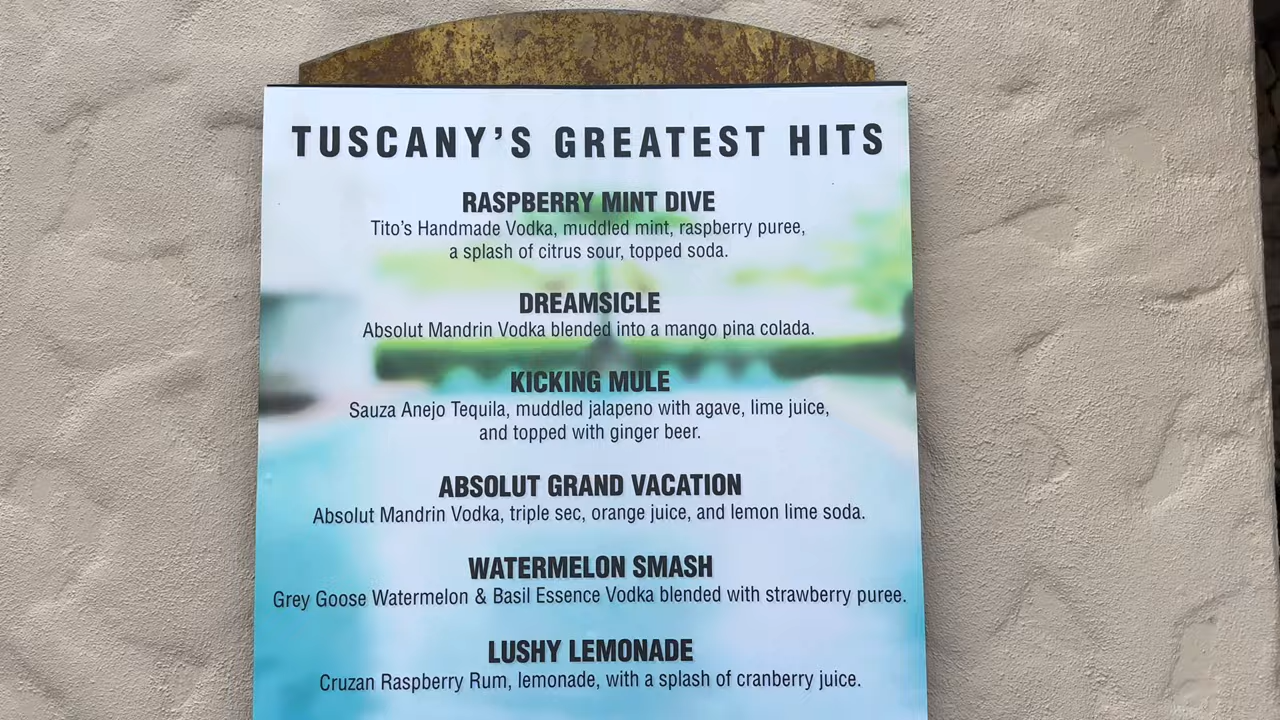 TUSCANY'S GREATEST HITS
RASPBERRY MINT DIVE
Tito's Handmade Vodka, muddled mint, raspberry puree,
a splash of citrus sour, topped soda.
DREAMSICLE
Absolut Mandrin Vodka blended into a mango pina colada.
KICKING MULE
Sauza Anejo Tequila, muddled jalapeno with agave, lime juice,
and topped with ginger beer.
ABSOLUT GRAND VACATION
Absolut Mandrin Vodka, triple sec, orange juice, and lemon lime soda.
WATERMELON SMASH
Grey Goose Watermelon & Basil Essence Vodka blended with strawberry puree.
LUSHY LEMONADE
Cruzan Raspberry Rum, lemonade, with a splash of cranberry juice.